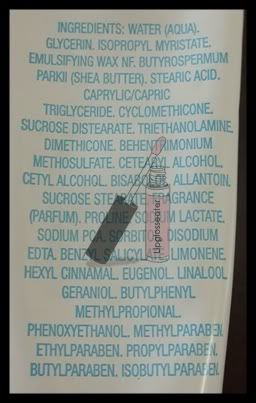 INGREDIENTS: WATER (AQUA).
GLYCERIN. ISOPROPYL MYRISTATE.
EMULSIFYING WAX NF. BUTYROSPERMUM
PARKII (SHEA BUTTER). STEARIC ACID.
CAPRYLIC/CAPRIC
TRIGLYCERIDE. CYCLOMETHICONE.
SUCROSE DISTEARATE. TRIETHANOLAMINE.
DIMETHICONE. BEHENTRIMONIUM
METHOSULFATE. CETEARYL ALCOHOL.
CETYL ALCOHOL. BISABOLOL. ALLANTOIN.
SUCROSE FRAGRANCE
(PARFUM). PROLINE. SODIUM LACTATE.
SODIUM PCA. SORBITOL. DISODIUM
EDTA. BENZYL SALICYLATE. LIMONENE.
HEXYL CINNAMAL. EUGENOL. LINALOOL.
GERANIOL. BUTYLPHENYL
METHYLPROPIONAL.
PHENOXYETHANOL. METHYLPARABEN.
ETHYLPARABEN. PROPYLPARABEN.
BUTYLPARABEN. ISOBUTYLPARABEN.
Lipglosseater